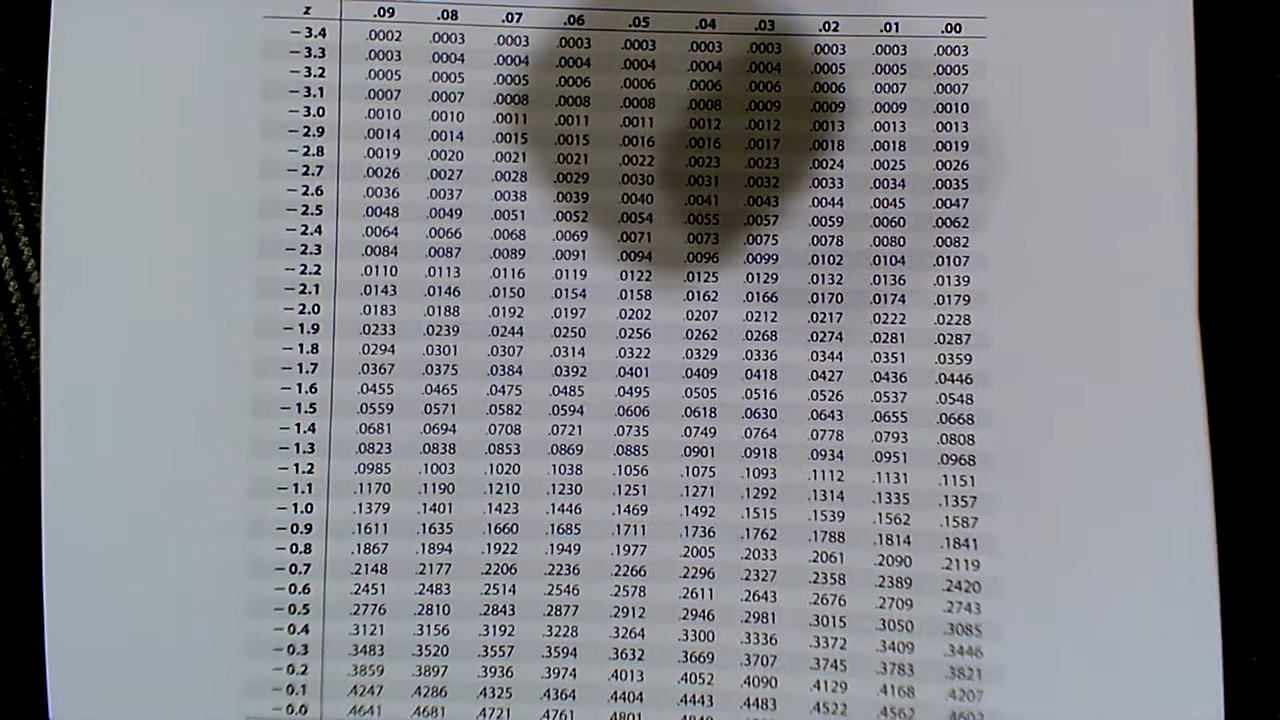 z .09 .08 .07 .06 .05 .04 .03 .02 .01 .00
−3.4 .0002 .0003 .0003 .0003 .0003 .0003 .0003 .0003 .0003 .0003
−3.3 .0003 .0004 .0004 .0004 .0004 .0004 .0004 .0005 .0005 .0005
−3.2 .0005 .0005 .0005 .0006 .0006 .0006 .0006 .0006 .0007 .0007
−3.1 .0007 .0007 .0008 .0008 .0008 .0008 .0009 .0009 .0009 .0010
−3.0 .0010 .0010 .0011 .0011 .0011 .0012 .0012 .0013 .0013 .0013
−2.9 .0014 .0014 .0015 .0015 .0016 .0016 .0017 .0018 .0018 .0019
−2.8 .0019 .0020 .0021 .0021 .0022 .0023 .0023 .0024 .0025 .0026
−2.7 .0026 .0027 .0028 .0029 .0030 .0031 .0032 .0033 .0034 .0035
−2.6 .0036 .0037 .0038 .0039 .0040 .0041 .0043 .0044 .0045 .0047
−2.5 .0048 .0049 .0051 .0052 .0054 .0055 .0057 .0059 .0060 .0062
−2.4 .0064 .0066 .0068 .0069 .0071 .0073 .0075 .0078 .0080 .0082
−2.3 .0084 .0087 .0089 .0091 .0094 .0096 .0099 .0102 .0104 .0107
−2.2 .0110 .0113 .0116 .0119 .0122 .0125 .0129 .0132 .0136 .0139
−2.1 .0143 .0146 .0150 .0154 .0158 .0162 .0166 .0170 .0174 .0179
−2.0 .0183 .0188 .0192 .0197 .0202 .0207 .0212 .0217 .0222 .0228
−1.9 .0233 .0239 .0244 .0250 .0256 .0262 .0268 .0274 .0281 .0287
−1.8 .0294 .0301 .0307 .0314 .0322 .0329 .0336 .0344 .0351 .0359
−1.7 .0367 .0375 .0384 .0392 .0401 .0409 .0418 .0427 .0436 .0446
−1.6 .0455 .0465 .0475 .0485 .0495 .0505 .0516 .0526 .0537 .0548
−1.5 .0559 .0571 .0582 .0594 .0606 .0618 .0630 .0643 .0655 .0668
−1.4 .0681 .0694 .0708 .0721 .0735 .0749 .0764 .0778 .0793 .0808
−1.3 .0823 .0838 .0853 .0869 .0885 .0901 .0918 .0934 .0951 .0968
−1.2 .0985 .1003 .1020 .1038 .1056 .1075 .1093 .1112 .1131 .1151
−1.1 .1170 .1190 .1210 .1230 .1251 .1271 .1292 .1314 .1335 .1357
−1.0 .1379 .1401 .1423 .1446 .1469 .1492 .1515 .1539 .1562 .1587
−0.9 .1611 .1635 .1660 .1685 .1711 .1736 .1762 .1788 .1814 .1841
−0.8 .1867 .1894 .1922 .1949 .1977 .2005 .2033 .2061 .2090 .2119
−0.7 .2148 .2177 .2206 .2236 .2266 .2296 .2327 .2358 .2389 .2420
−0.6 .2451 .2483 .2514 .2546 .2578 .2611 .2643 .2676 .2709 .2743
−0.5 .2776 .2810 .2843 .2877 .2912 .2946 .2981 .3015 .3050 .3085
−0.4 .3121 .3156 .3192 .3228 .3264 .3300 .3336 .3372 .3409 .3446
−0.3 .3483 .3520 .3557 .3594 .3632 .3669 .3707 .3745 .3783 .3821
−0.2 .3859 .3897 .3936 .3974 .4013 .4052 .4090 .4129 .4168 .4207
−0.1 .4247 .4286 .4325 .4364 .4404 .4443 .4483 .4522 .4562 .4602
−0.0 .4641 .4681 .4721 .4761 .4801